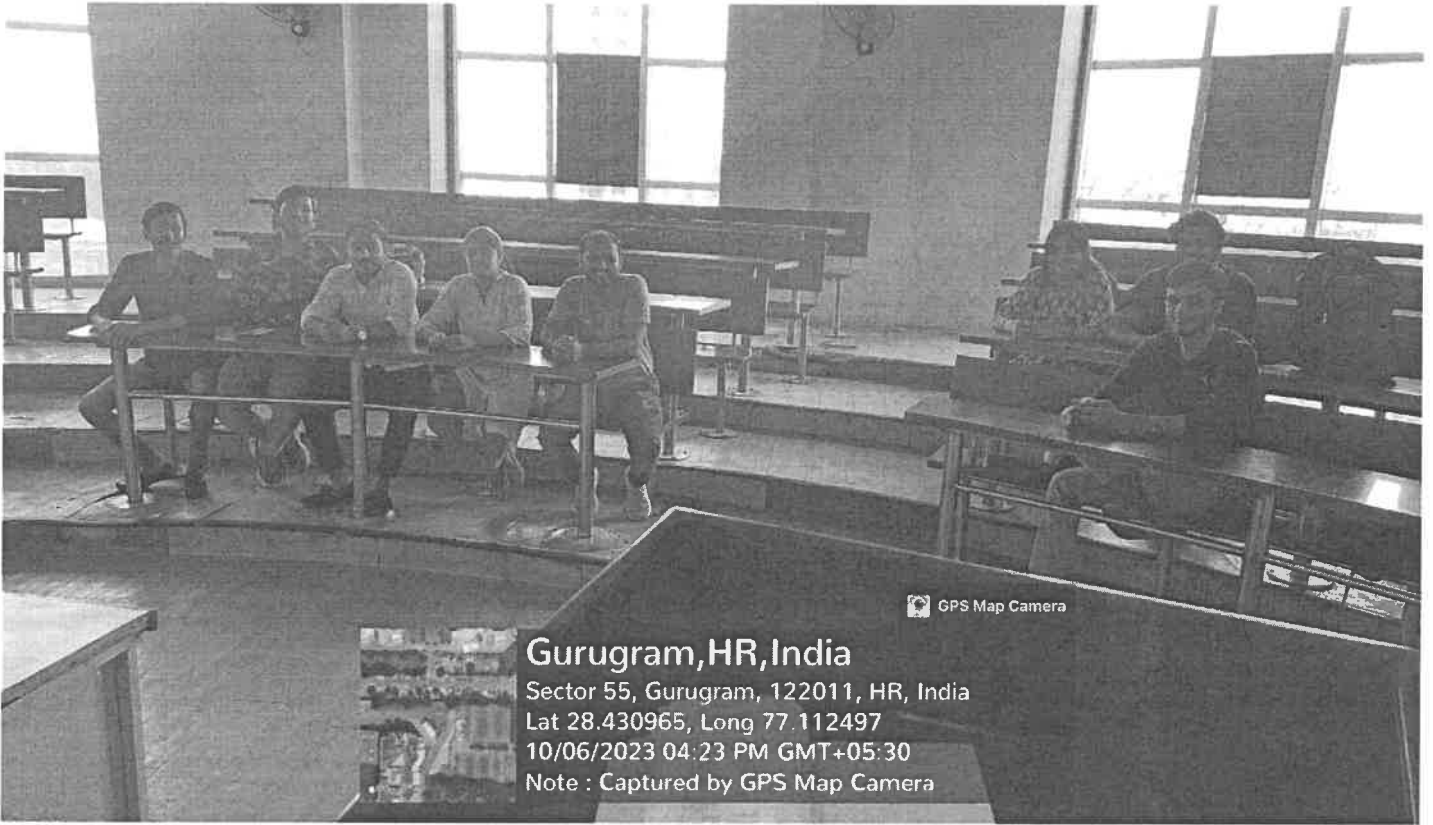 GPS Map Camera
Gurugram,HR,India
Sector 55, Gurugram, 122011, HR, India
Lat 28.430965, Long 77.112497
10/06/2023 04:23 PM GMT+05:30
Note : Captured by GPS Map Camera